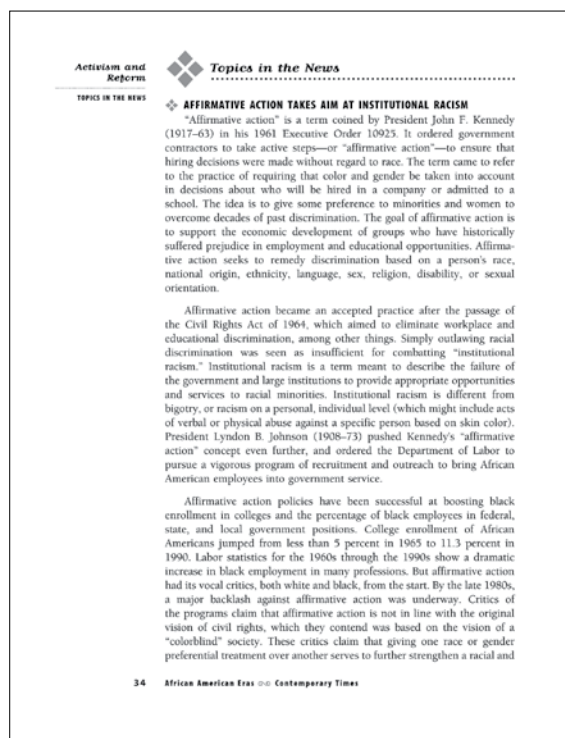 Activism and
Reform
TOPICS IN THE NEWS
Topics in the News
AFFIRMATIVE ACTION TAKES AIM AT INSTITUTIONAL RACISM
“Affirmative action” is a term coined by President John F. Kennedy
(1917–63) in his 1961 Executive Order 10925. It ordered government
contractors to take active steps—or “affirmative action”—to ensure that
hiring decisions were made without regard to race. The term came to refer
to the practice of requiring that color and gender be taken into account
in decisions about who will be hired in a company or admitted to a
school. The idea is to give some preference to minorities and women to
overcome decades of past discrimination. The goal of affirmative action is
to support the economic development of groups who have historically
suffered prejudice in employment and educational opportunities. Affirma-
tive action seeks to remedy discrimination based on a person's race,
national origin, ethnicity, language, sex, religion, disability, or sexual
orientation.
Affirmative action became an accepted practice after the passage of
the Civil Rights Act of 1964, which aimed to eliminate workplace and
educational discrimination, among other things. Simply outlawing racial
discrimination was seen as insufficient for combatting “institutional
racism.” Institutional racism is a term meant to describe the failure of
the government and large institutions to provide appropriate opportunities
and services to racial minorities. Institutional racism is different from
bigotry, or racism on a personal, individual level (which might include acts
of verbal or physical abuse against a specific person based on skin color).
President Lyndon B. Johnson (1908–73) pushed Kennedy's “affirmative
action” concept even further, and ordered the Department of Labor to
pursue a vigorous program of recruitment and outreach to bring African
American employees into government service.
Affirmative action policies have been successful at boosting black
enrollment in colleges and the percentage of black employees in federal,
state, and local government positions. College enrollment of African
Americans jumped from less than 5 percent in 1965 to 11.3 percent in
1990. Labor statistics for the 1960s through the 1990s show a dramatic
increase in black employment in many professions. But affirmative action
had its vocal critics, both white and black, from the start. By the late 1980s,
a major backlash against affirmative action was underway. Critics of
the programs claim that affirmative action is not in line with the original
vision of civil rights, which they contend was based on the vision of a
“colorblind” society. These critics claim that giving one race or gender
preferential treatment over another serves to further strengthen a racial and
34 African American Eras Contemporary Times